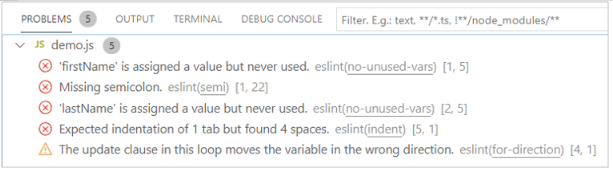 PROBLEMS 5 OUTPUT TERMINAL DEBUG CONSOLE Filter. E.g.: text, **/*.ts, !**/node_modules/**
JS demo.js 5
'firstName' is assigned a value but never used. eslint(no-unused-vars) [1, 5]
Missing semicolon. eslint(semi) [1, 22]
'lastName' is assigned a value but never used. eslint(no-unused-vars) [2, 5]
Expected indentation of 1 tab but found 4 spaces. eslint(indent) [5, 1]
The update clause in this loop moves the variable in the wrong direction. eslint(for-direction) [4, 1]